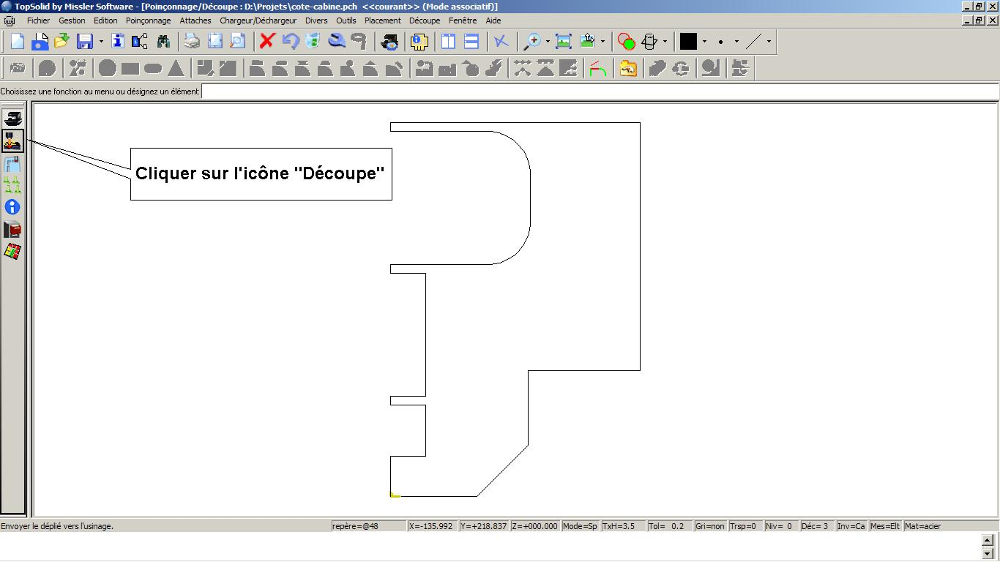 TopSolid by Missler Software - [Poinçonnage/Découpe : D:\Projets\cote-cabine.pch  <<courant>> (Mode associatif)]
Fichier Gestion Edition Poinçonnage Attaches Chargeur/Déchargeur Divers Outils Placement Découpe Fenêtre Aide
Choisissez une fonction au menu ou désignez un élément:
Cliquer sur l'icône "Découpe"
Envoyer le déplié vers l'usinage. repère=@48 X=-135.992 Y=+218.837 Z=+000.000 Mode=Sp TxH=3.5 Tol= 0.2 Gri=non Trsp=0 Niv= 0 Déc= 3 Inv=Ca Mes=Elt Mat=acier